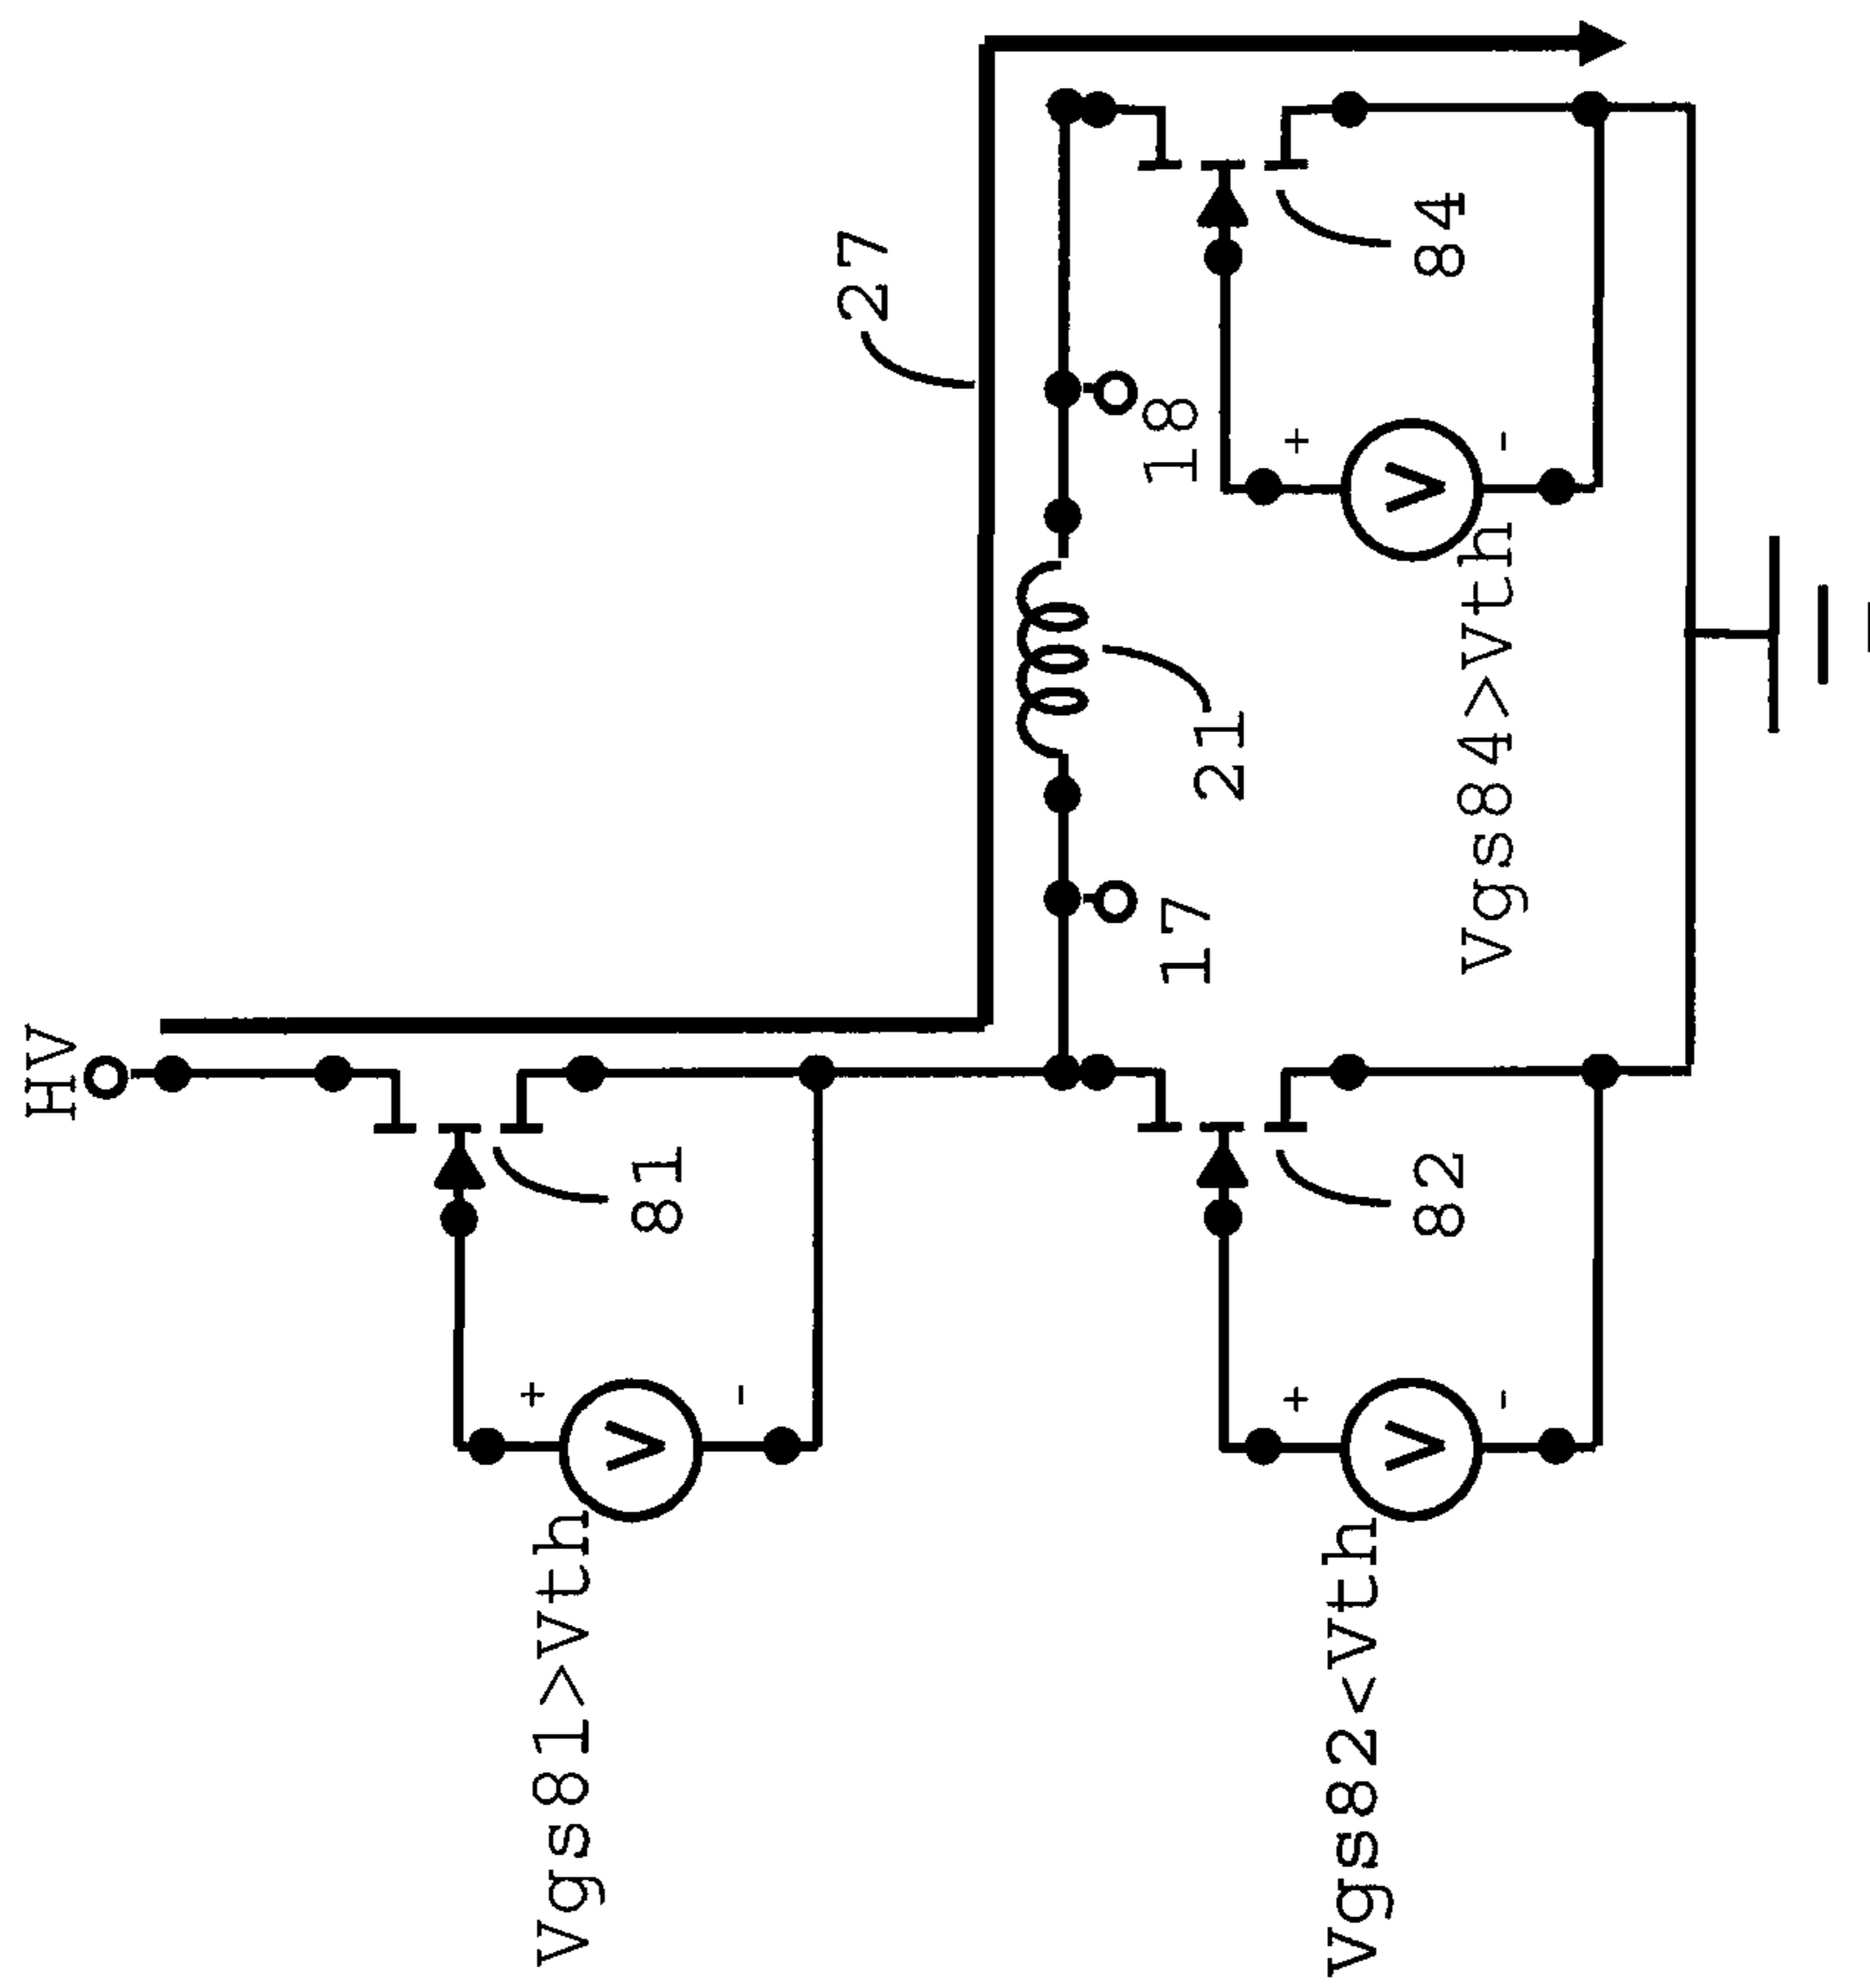 HV
27
81
+
V
-
Vgs81>Vth
17
21
18
84
+
V
-
Vgs84>Vth
82
+
V
-
Vgs82<Vth